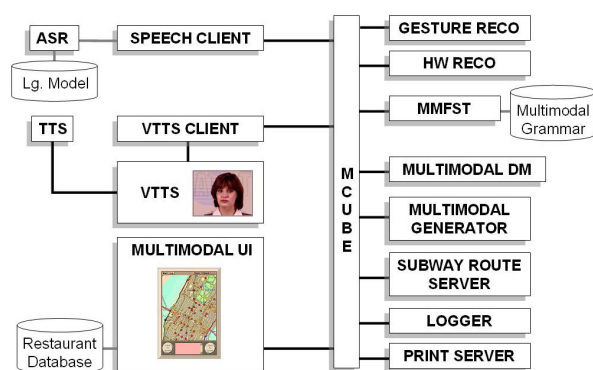 ASR
SPEECH CLIENT
Lg. Model
TTS
VTTS CLIENT
VTTS
MULTIMODAL UI
Restaurant
Database
M
C
U
B
E
GESTURE RECO
HW RECO
MMFST
Multimodal
Grammar
MULTIMODAL DM
MULTIMODAL
GENERATOR
SUBWAY ROUTE
SERVER
LOGGER
PRINT SERVER